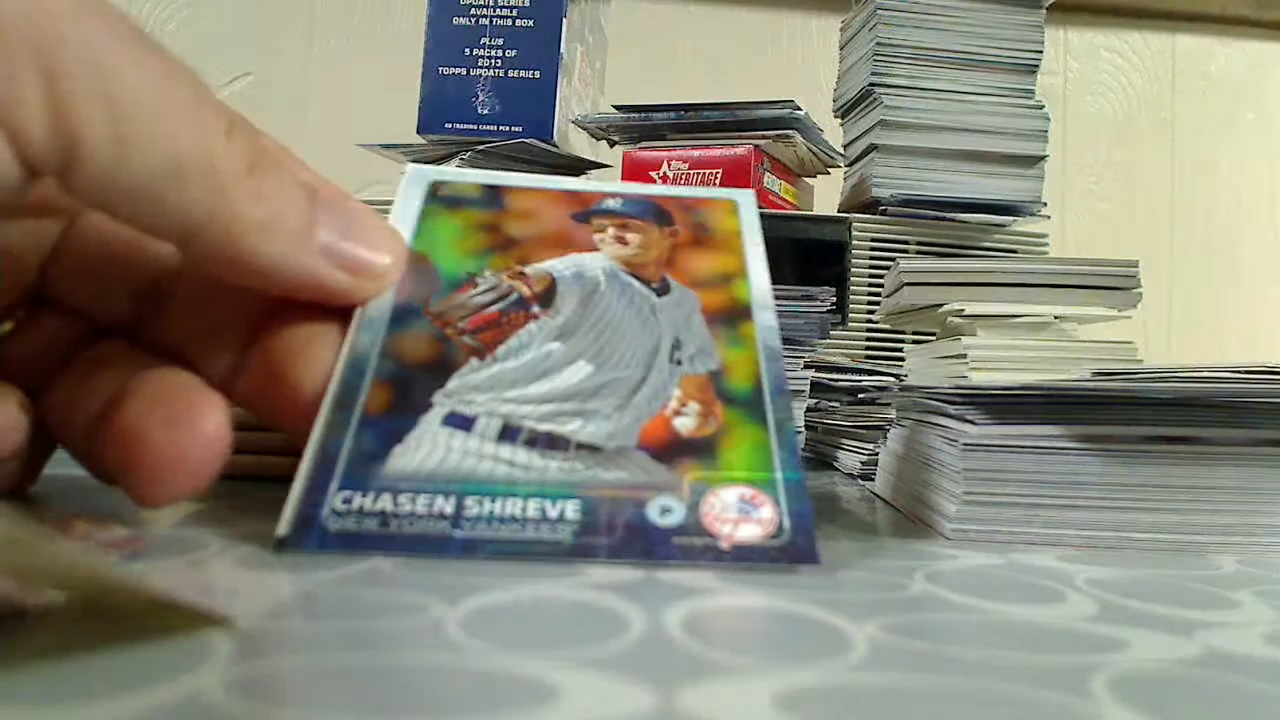 UPDATE SERIES
AVAILABLE
ONLY IN THIS BOX
PLUS
5 PACKS OF
2013
TOPPS UPDATE SERIES
TOPPS
HERITAGE
CHASEN SHREVE
NEW YORK YANKEES
P